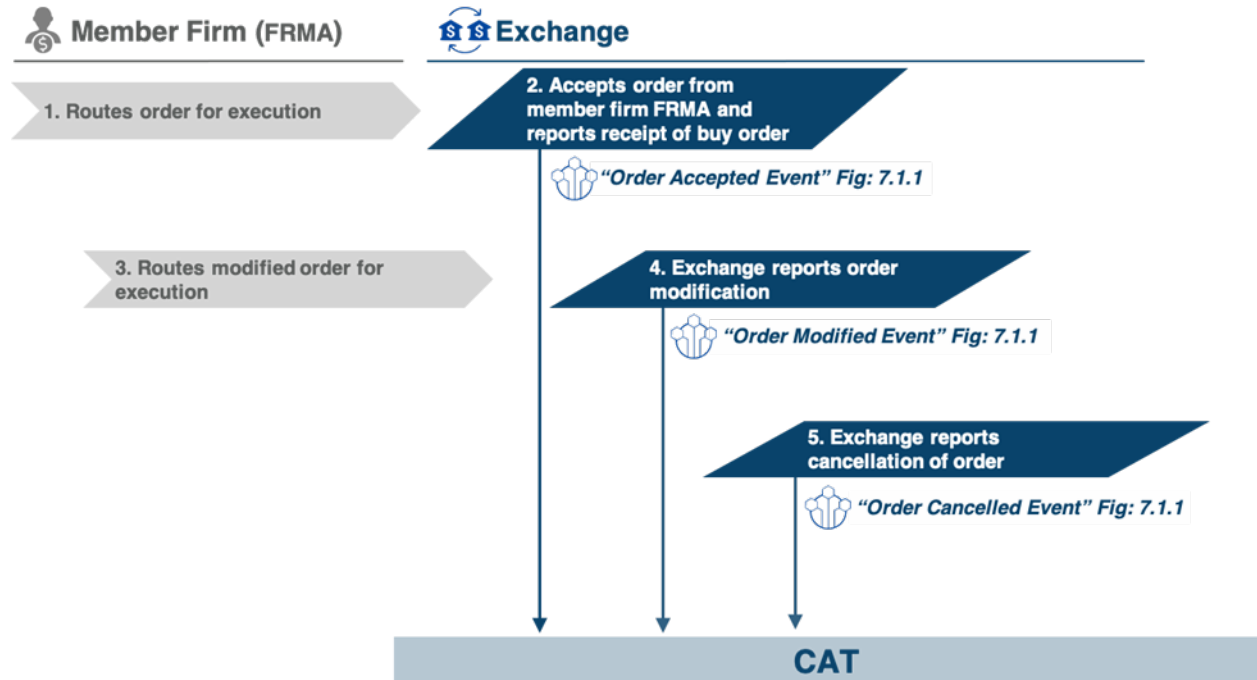 Member Firm (FRMA)
Exchange
1. Routes order for execution
2. Accepts order from
member firm FRMA and
reports receipt of buy order
“Order Accepted Event” Fig: 7.1.1
3. Routes modified order for
execution
4. Exchange reports order
modification
“Order Modified Event” Fig: 7.1.1
5. Exchange reports
cancellation of order
“Order Cancelled Event” Fig: 7.1.1
CAT